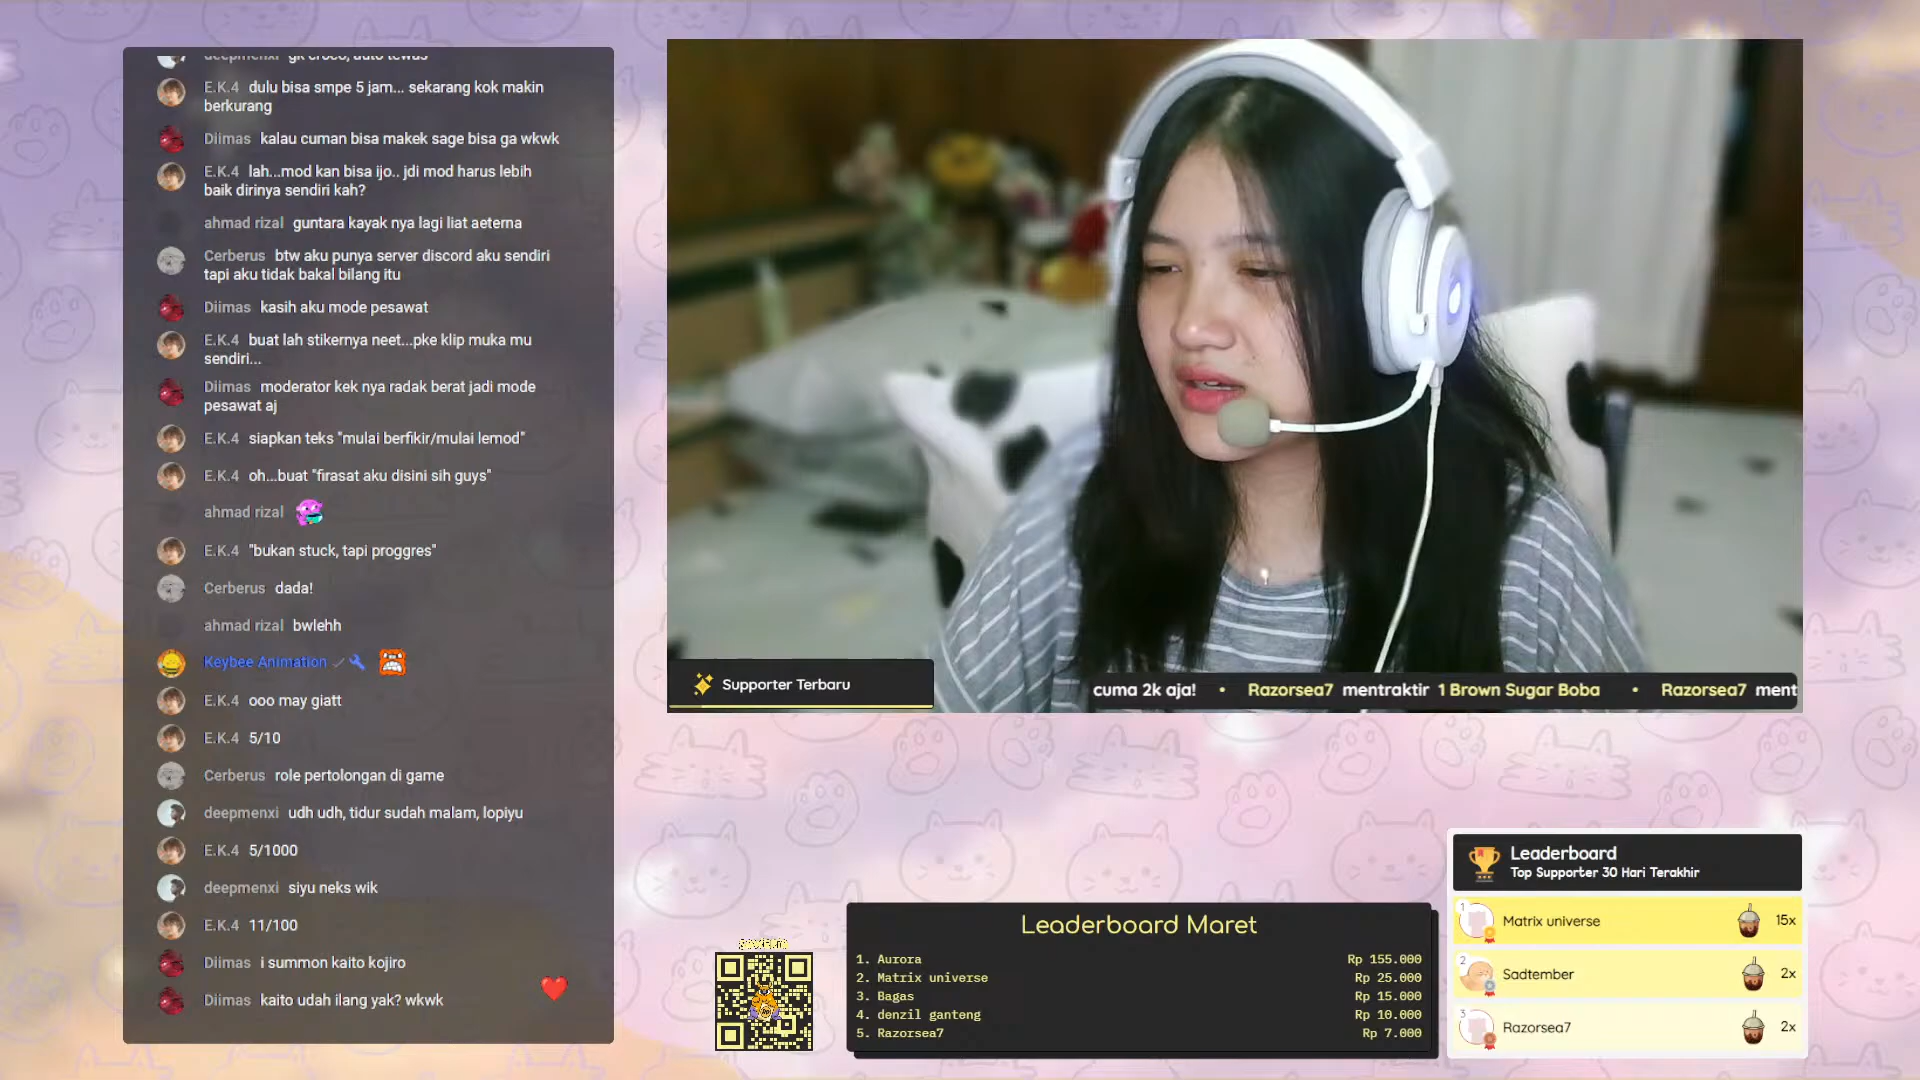 E.K.4 dulu bisa smpe 5 jam... sekarang kok makin
berkurang
Diimas kalau cuman bisa makek sage bisa ga wkwk
E.K.4 lah...mod kan bisa ijo.. jdi mod harus lebih
baik dirinya sendiri kah?
ahmad rizal guntara kayak nya lagi liat aeterna
Cerberus btw aku punya server discord aku sendiri
tapi aku tidak bakal bilang itu
Diimas kasih aku mode pesawat
E.K.4 buat lah stikernya neet...pke klip muka mu
sendiri...
Diimas moderator kek nya radak berat jadi mode
pesawat aj
E.K.4 siapkan teks "mulai berfikir/mulai lemod"
E.K.4 oh...buat "firasat aku disini sih guys"
ahmad rizal
E.K.4 "bukan stuck, tapi proggres"
Cerberus dada!
ahmad rizal bwlehh
Keybee Animation
E.K.4 ooo may giatt
E.K.4 5/10
Cerberus role pertolongan di game
deepmenxi udh udh, tidur sudah malam, lopiyu
E.K.4 5/1000
deepmenxi siyu neks wik
E.K.4 11/100
Diimas i summon kaito kojiro
Diimas kaito udah ilang yak? wkwk
Supporter Terbaru
cuma 2k aja! • Razorsea7 mentraktir 1 Brown Sugar Boba • Razorsea7 ment
Leaderboard Maret
1. Aurora Rp 155.000
2. Matrix universe Rp 25.000
3. Bagas Rp 15.000
4. denzil ganteng Rp 10.000
5. Razorsea7 Rp 7.000
Leaderboard
Top Supporter 30 Hari Terakhir
1 Matrix universe 15x
2 Sadtember 2x
3 Razorsea7 2x